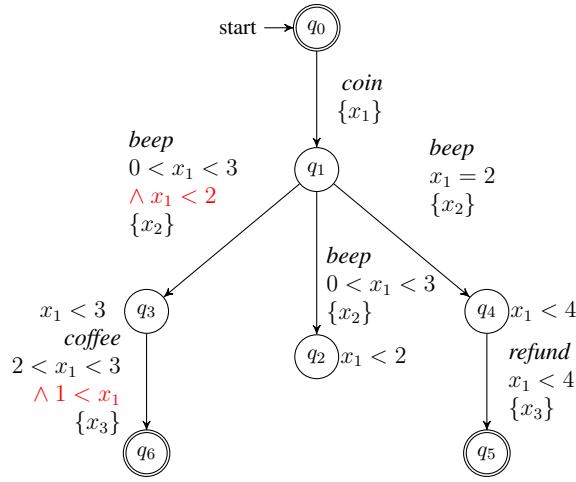 start
q₀
coin
{x₁}
beep
0 < x₁ < 3
∧ x₁ < 2
{x₂}
q₁
beep
x₁ = 2
{x₂}
beep
0 < x₁ < 3
{x₂}
x₁ < 3
q₃
q₂
x₁ < 2
q₄
x₁ < 4
coffee
2 < x₁ < 3
∧ 1 < x₁
{x₃}
refund
x₁ < 4
{x₃}
q₆
q₅